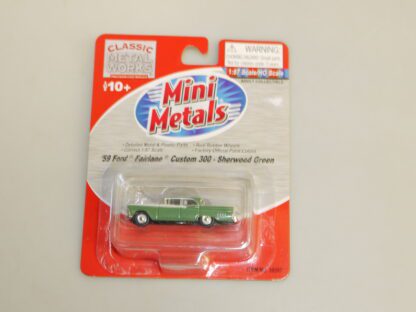 CLASSIC
METAL
WORKS
WARNING
1:87 Scale/HO Scale
10+
Mini
Metals
• Detailed Metal & Plastic Parts
• Real Rubber Wheels
• Correct 1:87 Scale
• Factory Official Paint Colors
'59 Ford Fairlane Custom 300 - Sherwood Green